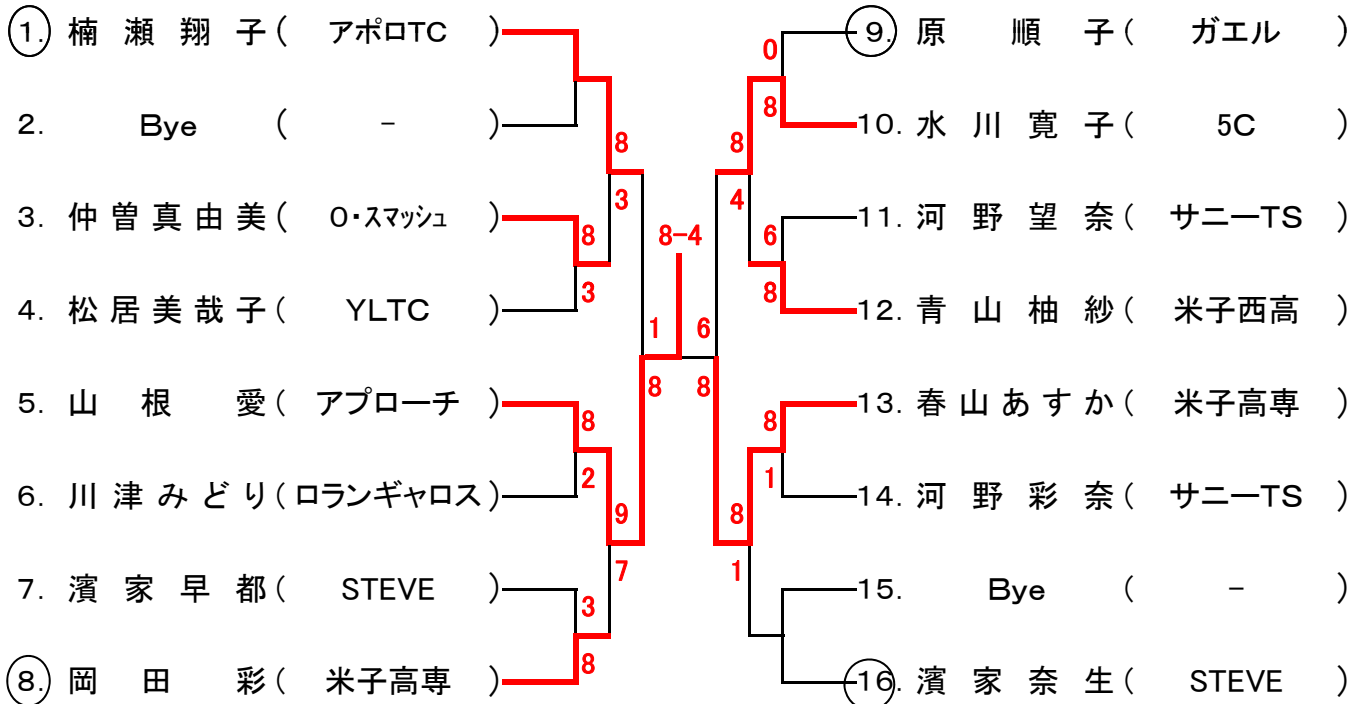 1. 楠瀬翔子 ( アポロTC )
2. Bye ( - )
3. 仲曽真由美 ( O・スマッシュ )
4. 松居美哉子 ( YLTC )
5. 山根愛 ( アプローチ )
6. 川津みどり ( ロランギャロス )
7. 濱家早都 ( STEVE )
8. 岡田彩 ( 米子高専 )
8
3
8
3
8
2
9
7
3
8
1
8
8-4
6
8
0
8
8
4
6
8
8
1
8
1
9. 原順子 ( ガエル )
10. 水川寛子 ( 5C )
11. 河野望奈 ( サニーTS )
12. 青山柚紗 ( 米子西高 )
13. 春山あすか ( 米子高専 )
14. 河野彩奈 ( サニーTS )
15. Bye ( - )
16. 濱家奈生 ( STEVE )